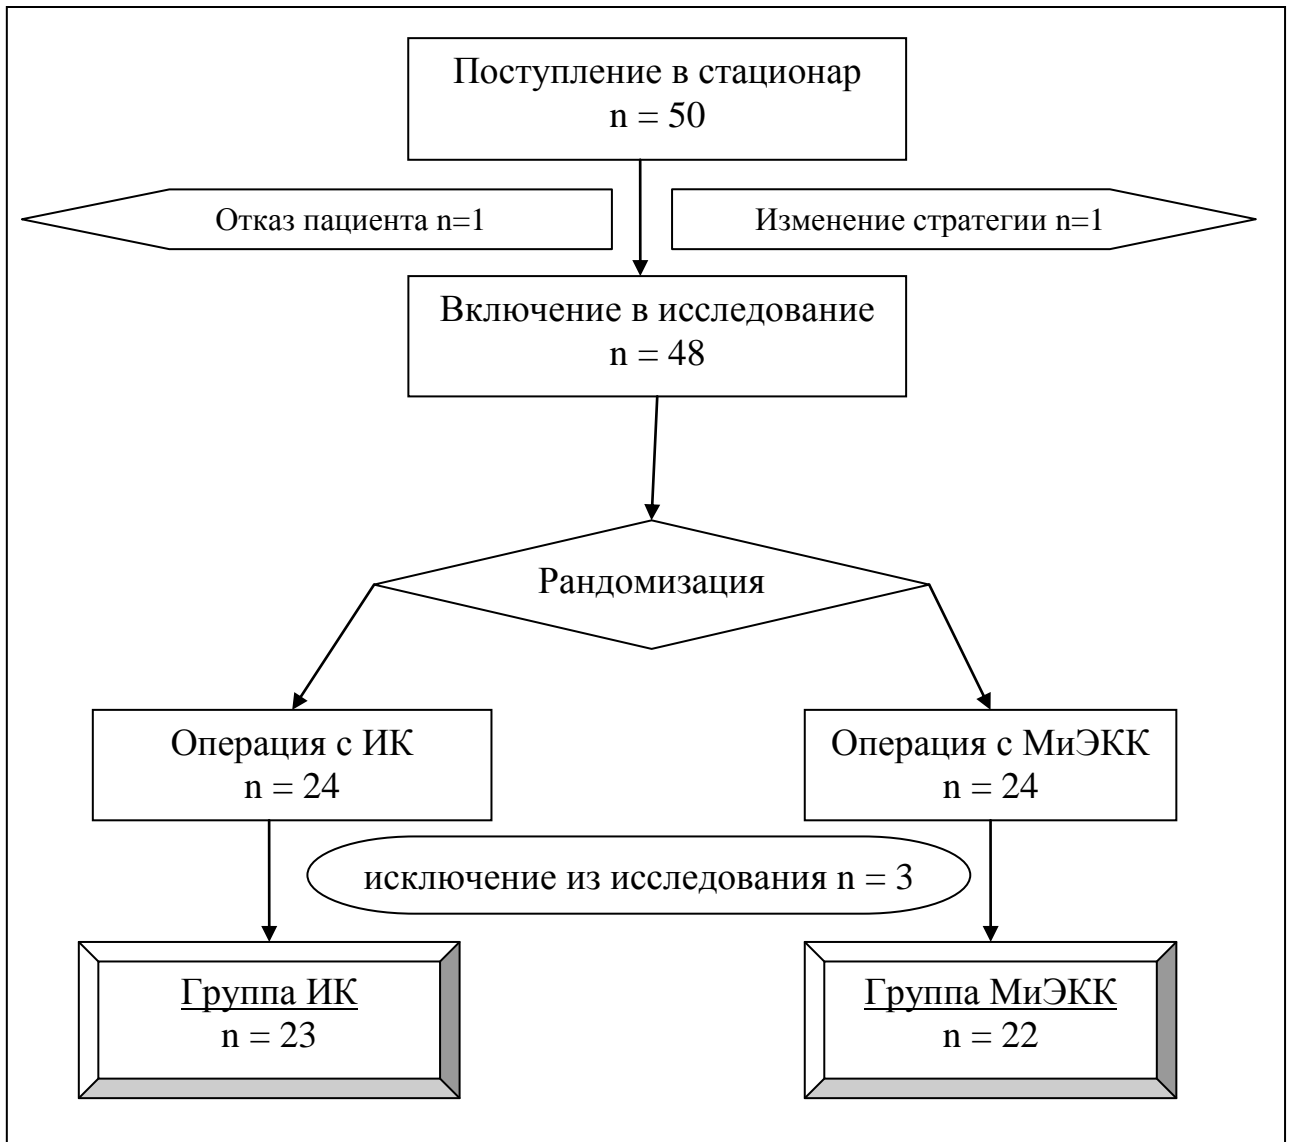 Поступление в стационар
n = 50
Отказ пациента n=1
Изменение стратегии n=1
Включение в исследование
n = 48
Рандомизация
Операция с ИК
n = 24
Операция с МиЭКК
n = 24
исключение из исследования n = 3
Группа ИК
n = 23
Группа МиЭКК
n = 22